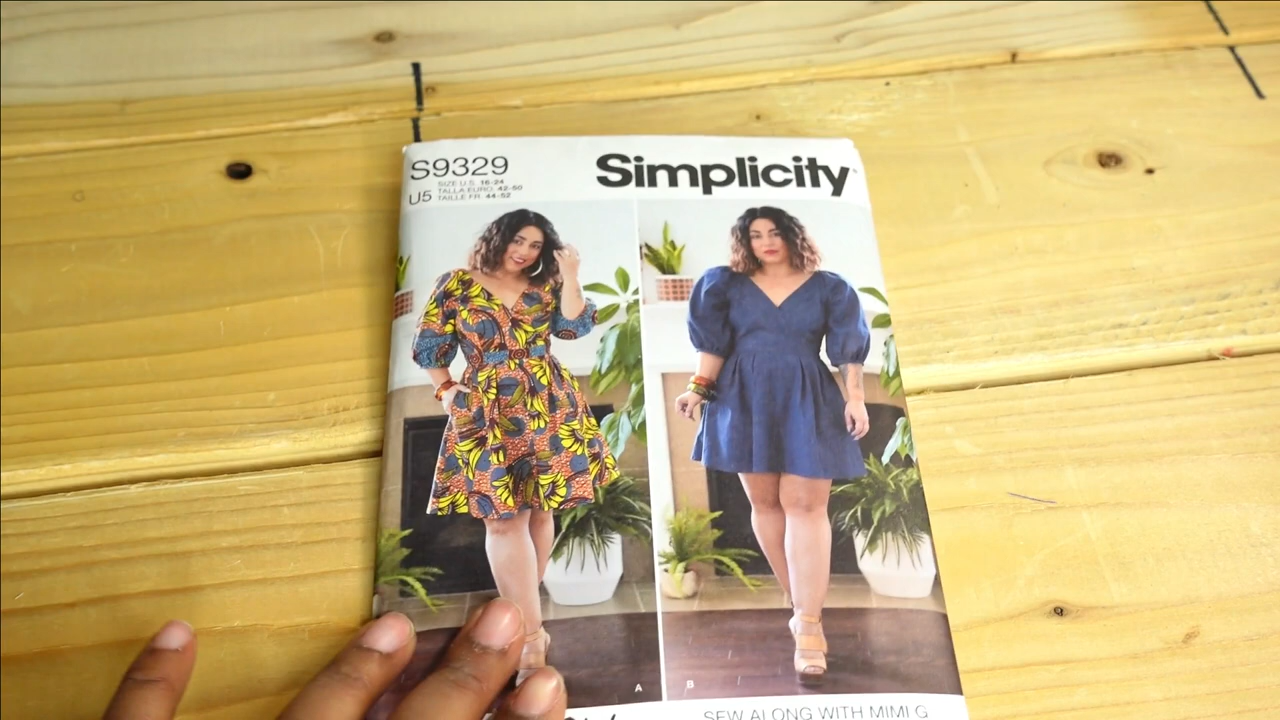 S9329
Simplicity®
U5
SIZE U.S. 16-24
TALLA EURO. 42-50
TAILLE FR. 44-52
A
B
SEW ALONG WITH MIMI G